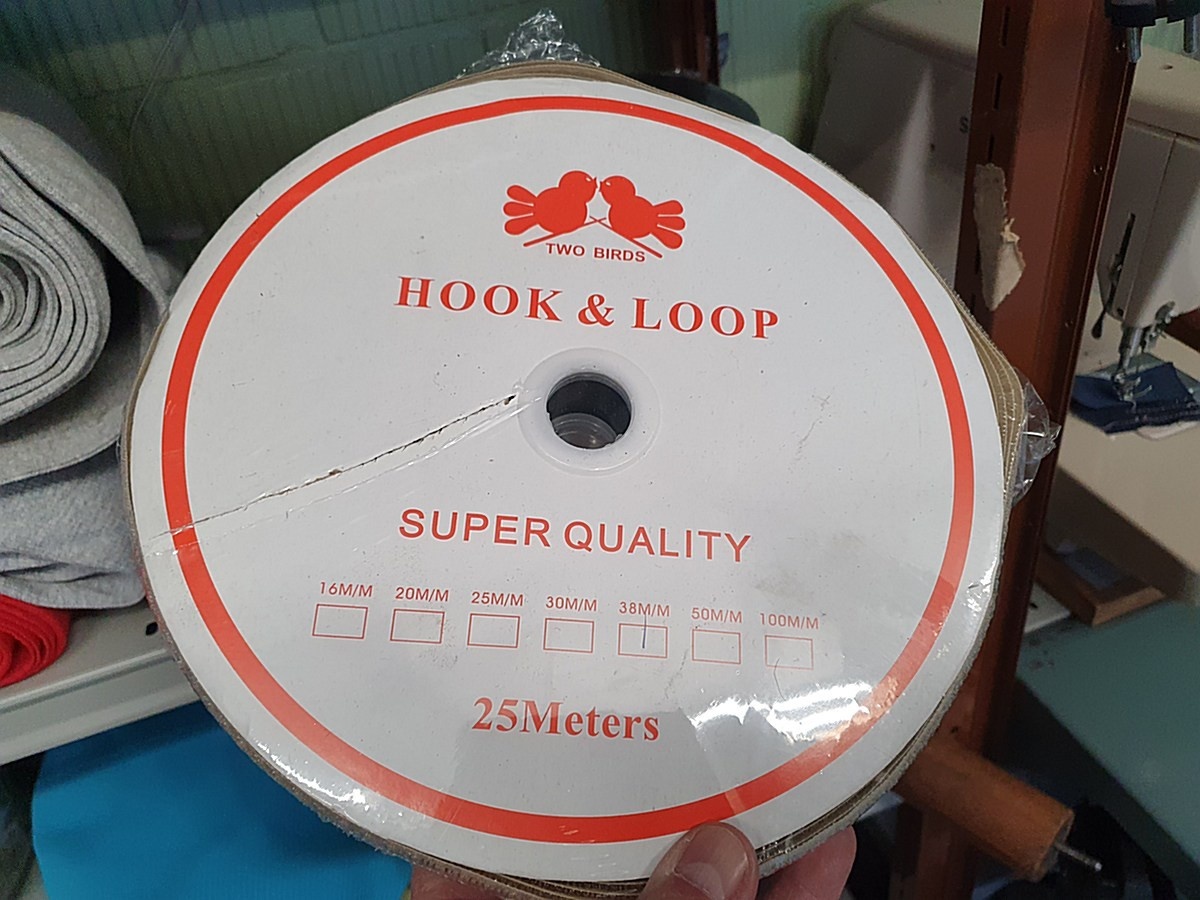 TWO BIRDS
HOOK & LOOP
SUPER QUALITY
16M/M 20M/M 25M/M 30M/M 38M/M 50M/M 100M/M
25Meters